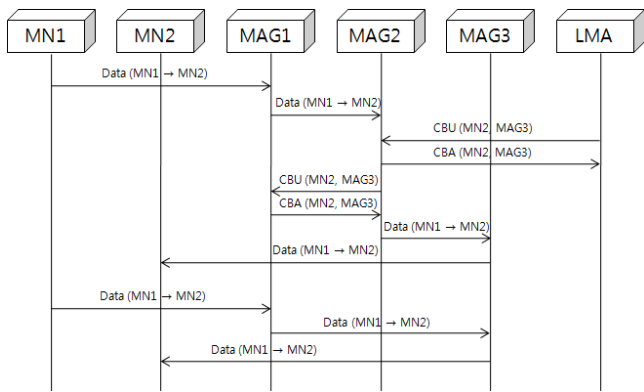 MN1 MN2 MAG1 MAG2 MAG3 LMA
Data (MN1 → MN2)
Data (MN1 → MN2)
CBU (MN2, MAG3)
CBA (MN2, MAG3)
CBU (MN2, MAG3)
CBA (MN2, MAG3)
Data (MN1 → MN2)
Data (MN1 → MN2)
Data (MN1 → MN2)
Data (MN1 → MN2)
Data (MN1 → MN2)